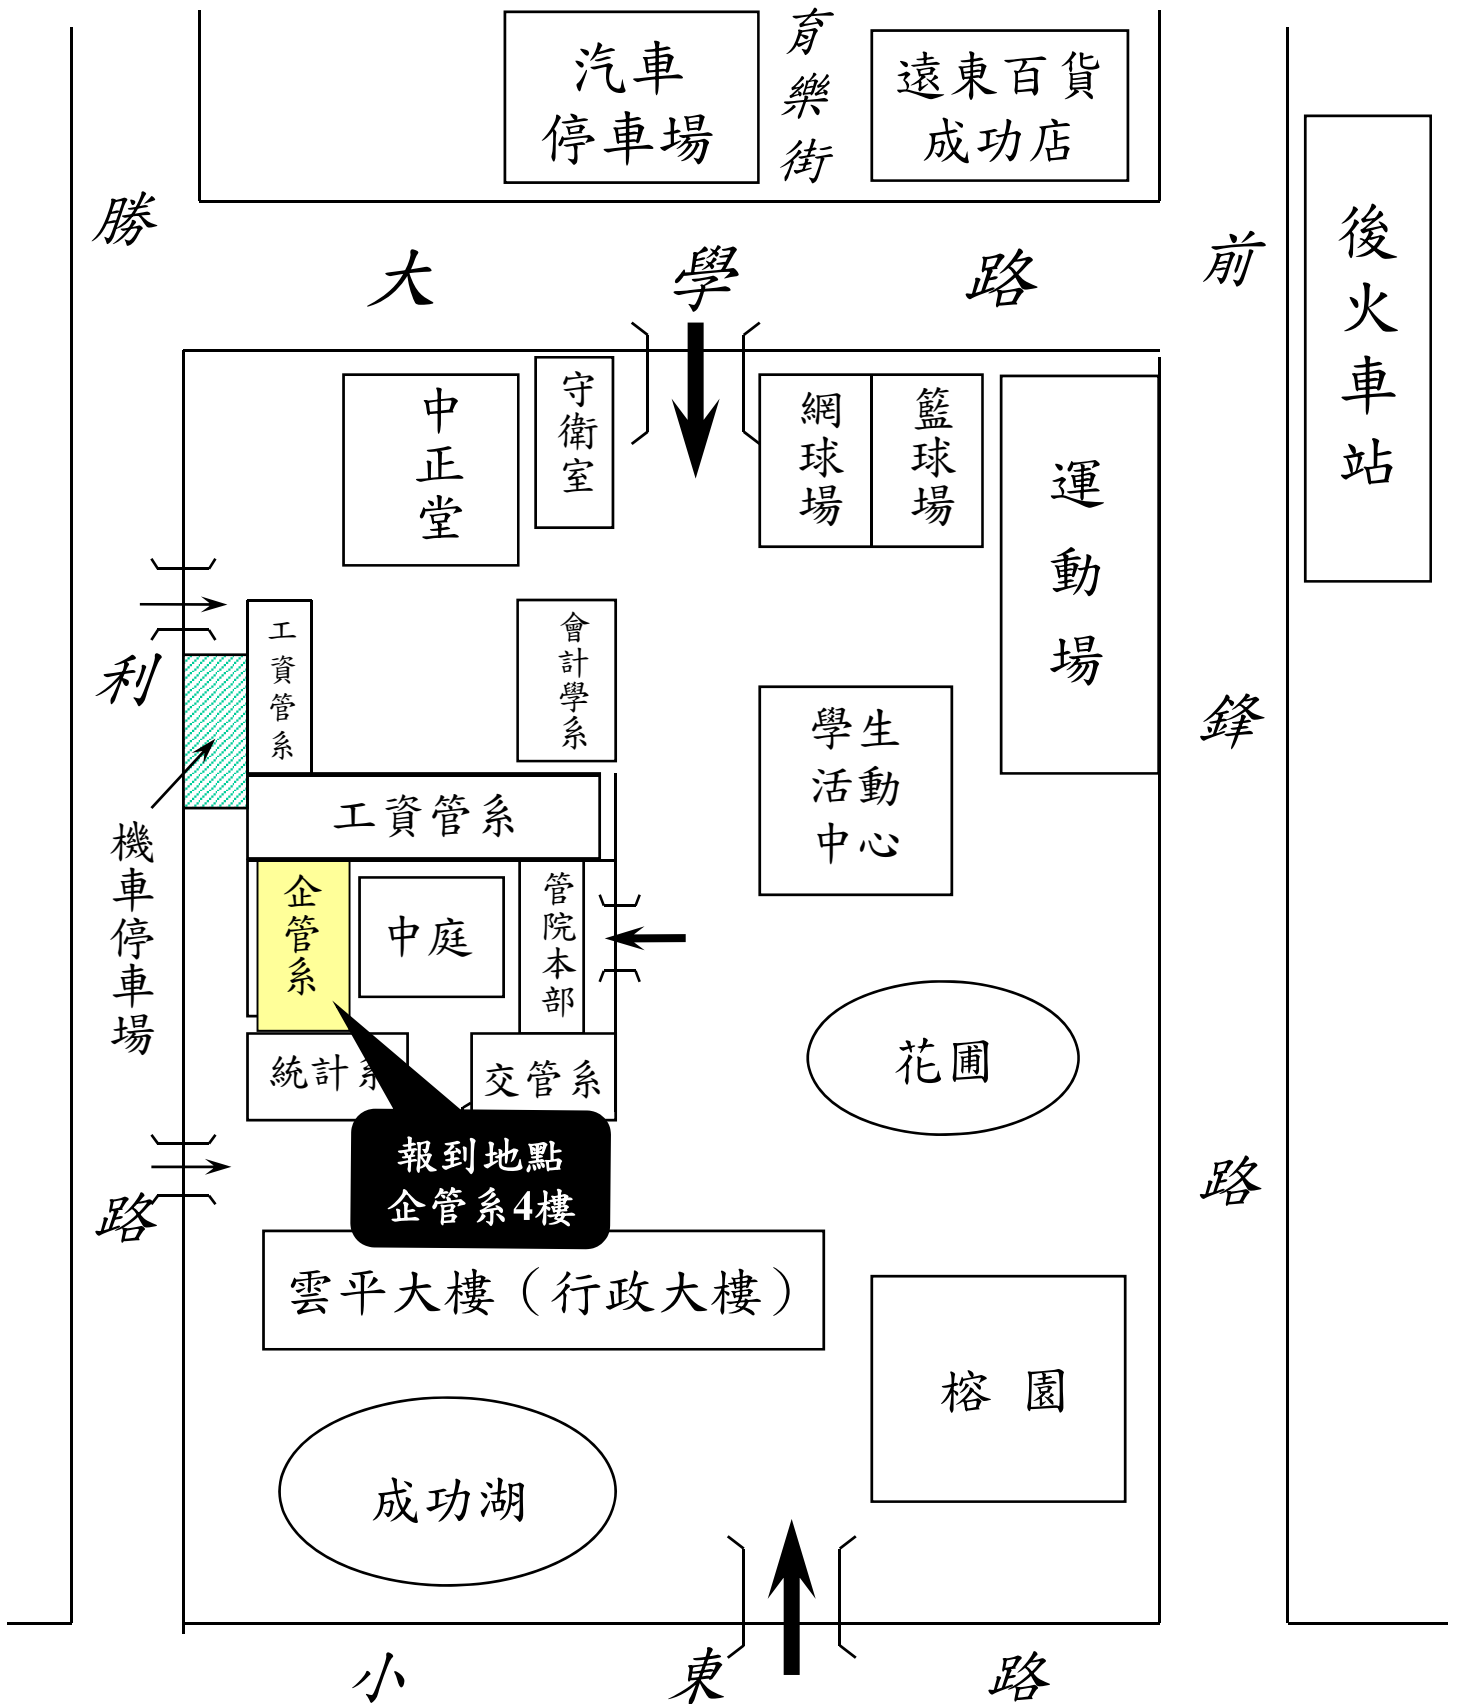 汽車
停車場
育樂街
遠東百貨
成功店
後火車站
勝利路
大學路
前鋒路
中正堂
守衛室
網球場
籃球場
運動場
工資管系
會計學系
學生
活動
中心
工資管系
機車停車場
企管系
中庭
管院本部
花圃
統計系
交管系
報到地點
企管系4樓
雲平大樓（行政大樓）
榕園
成功湖
小東路